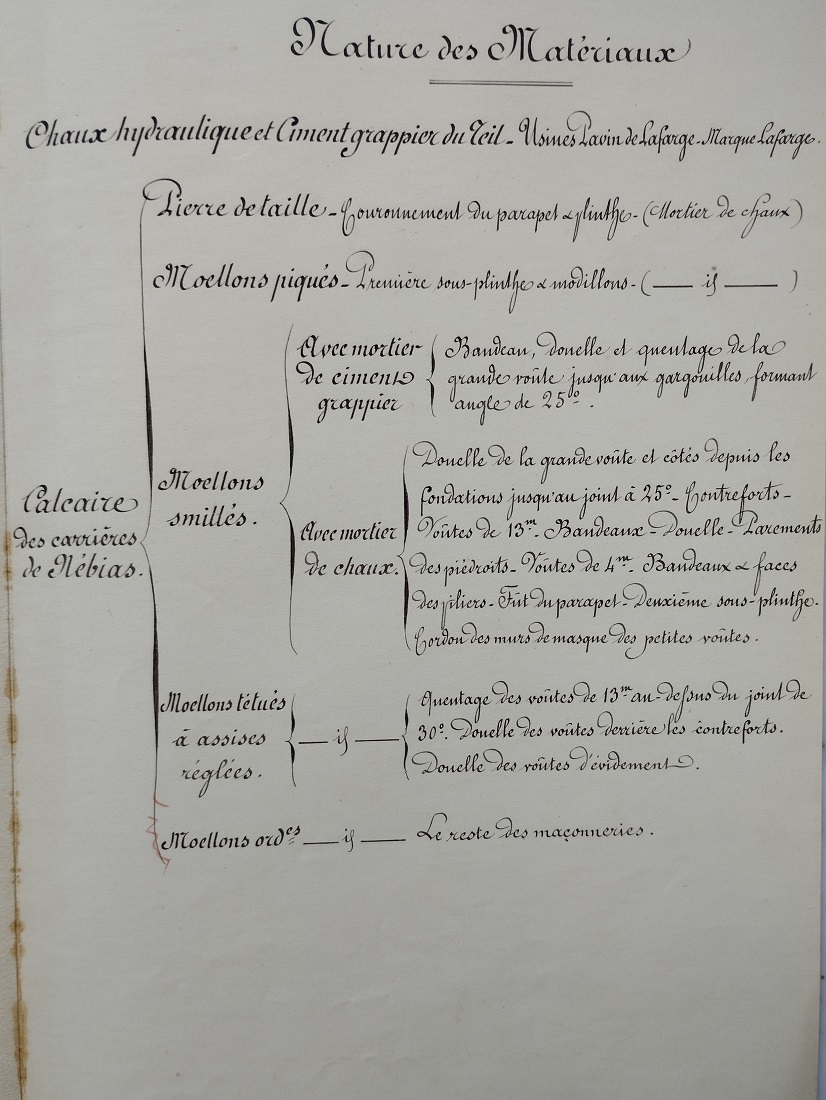 Nature des Matériaux
Chaux hydraulique et Ciment grappier du Teil - Usines Pavin de Lafarge - Marque Lafarge.
Calcaire
des carrières
de Nébias.
Pierre de taille - Couronnement du parapet & plinthe - (Mortier de chaux)
Moellons piqués - Première sous-plinthe & modillons - ( — id — )
Moellons
smillés.
Avec mortier
de ciment
grappier
Bandeau, douelle et queutage de la
grande voûte jusqu'aux gargouilles, formant
angle de 25º.
Avec mortier
de chaux.
Douelle de la grande voûte et côtés depuis les
fondations jusqu'au joint à 25º - Contreforts -
Voûtes de 13m - Bandeaux - Douelle - Parements
des piédroits - Voûtes de 4m - Bandeaux & faces
des piliers - Fût du parapet - Deuxième sous-plinthe.
Cordon des murs de masque des petites voûtes.
Moellons têtués
à assises
réglées.
— id —
Queutage des voûtes de 13m au-dessus du joint de
30º. Douelle des voûtes derrière les contreforts.
Douelle des voûtes d'évidement.
Moellons ord.es — id — Le reste des maçonneries.